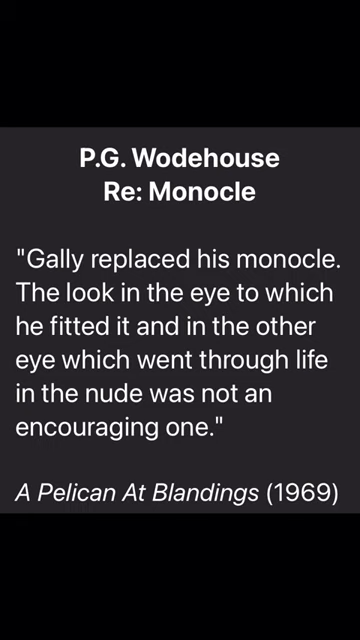 P.G. Wodehouse
Re: Monocle
"Gally replaced his monocle.
The look in the eye to which
he fitted it and in the other
eye which went through life
in the nude was not an
encouraging one."
A Pelican At Blandings (1969)